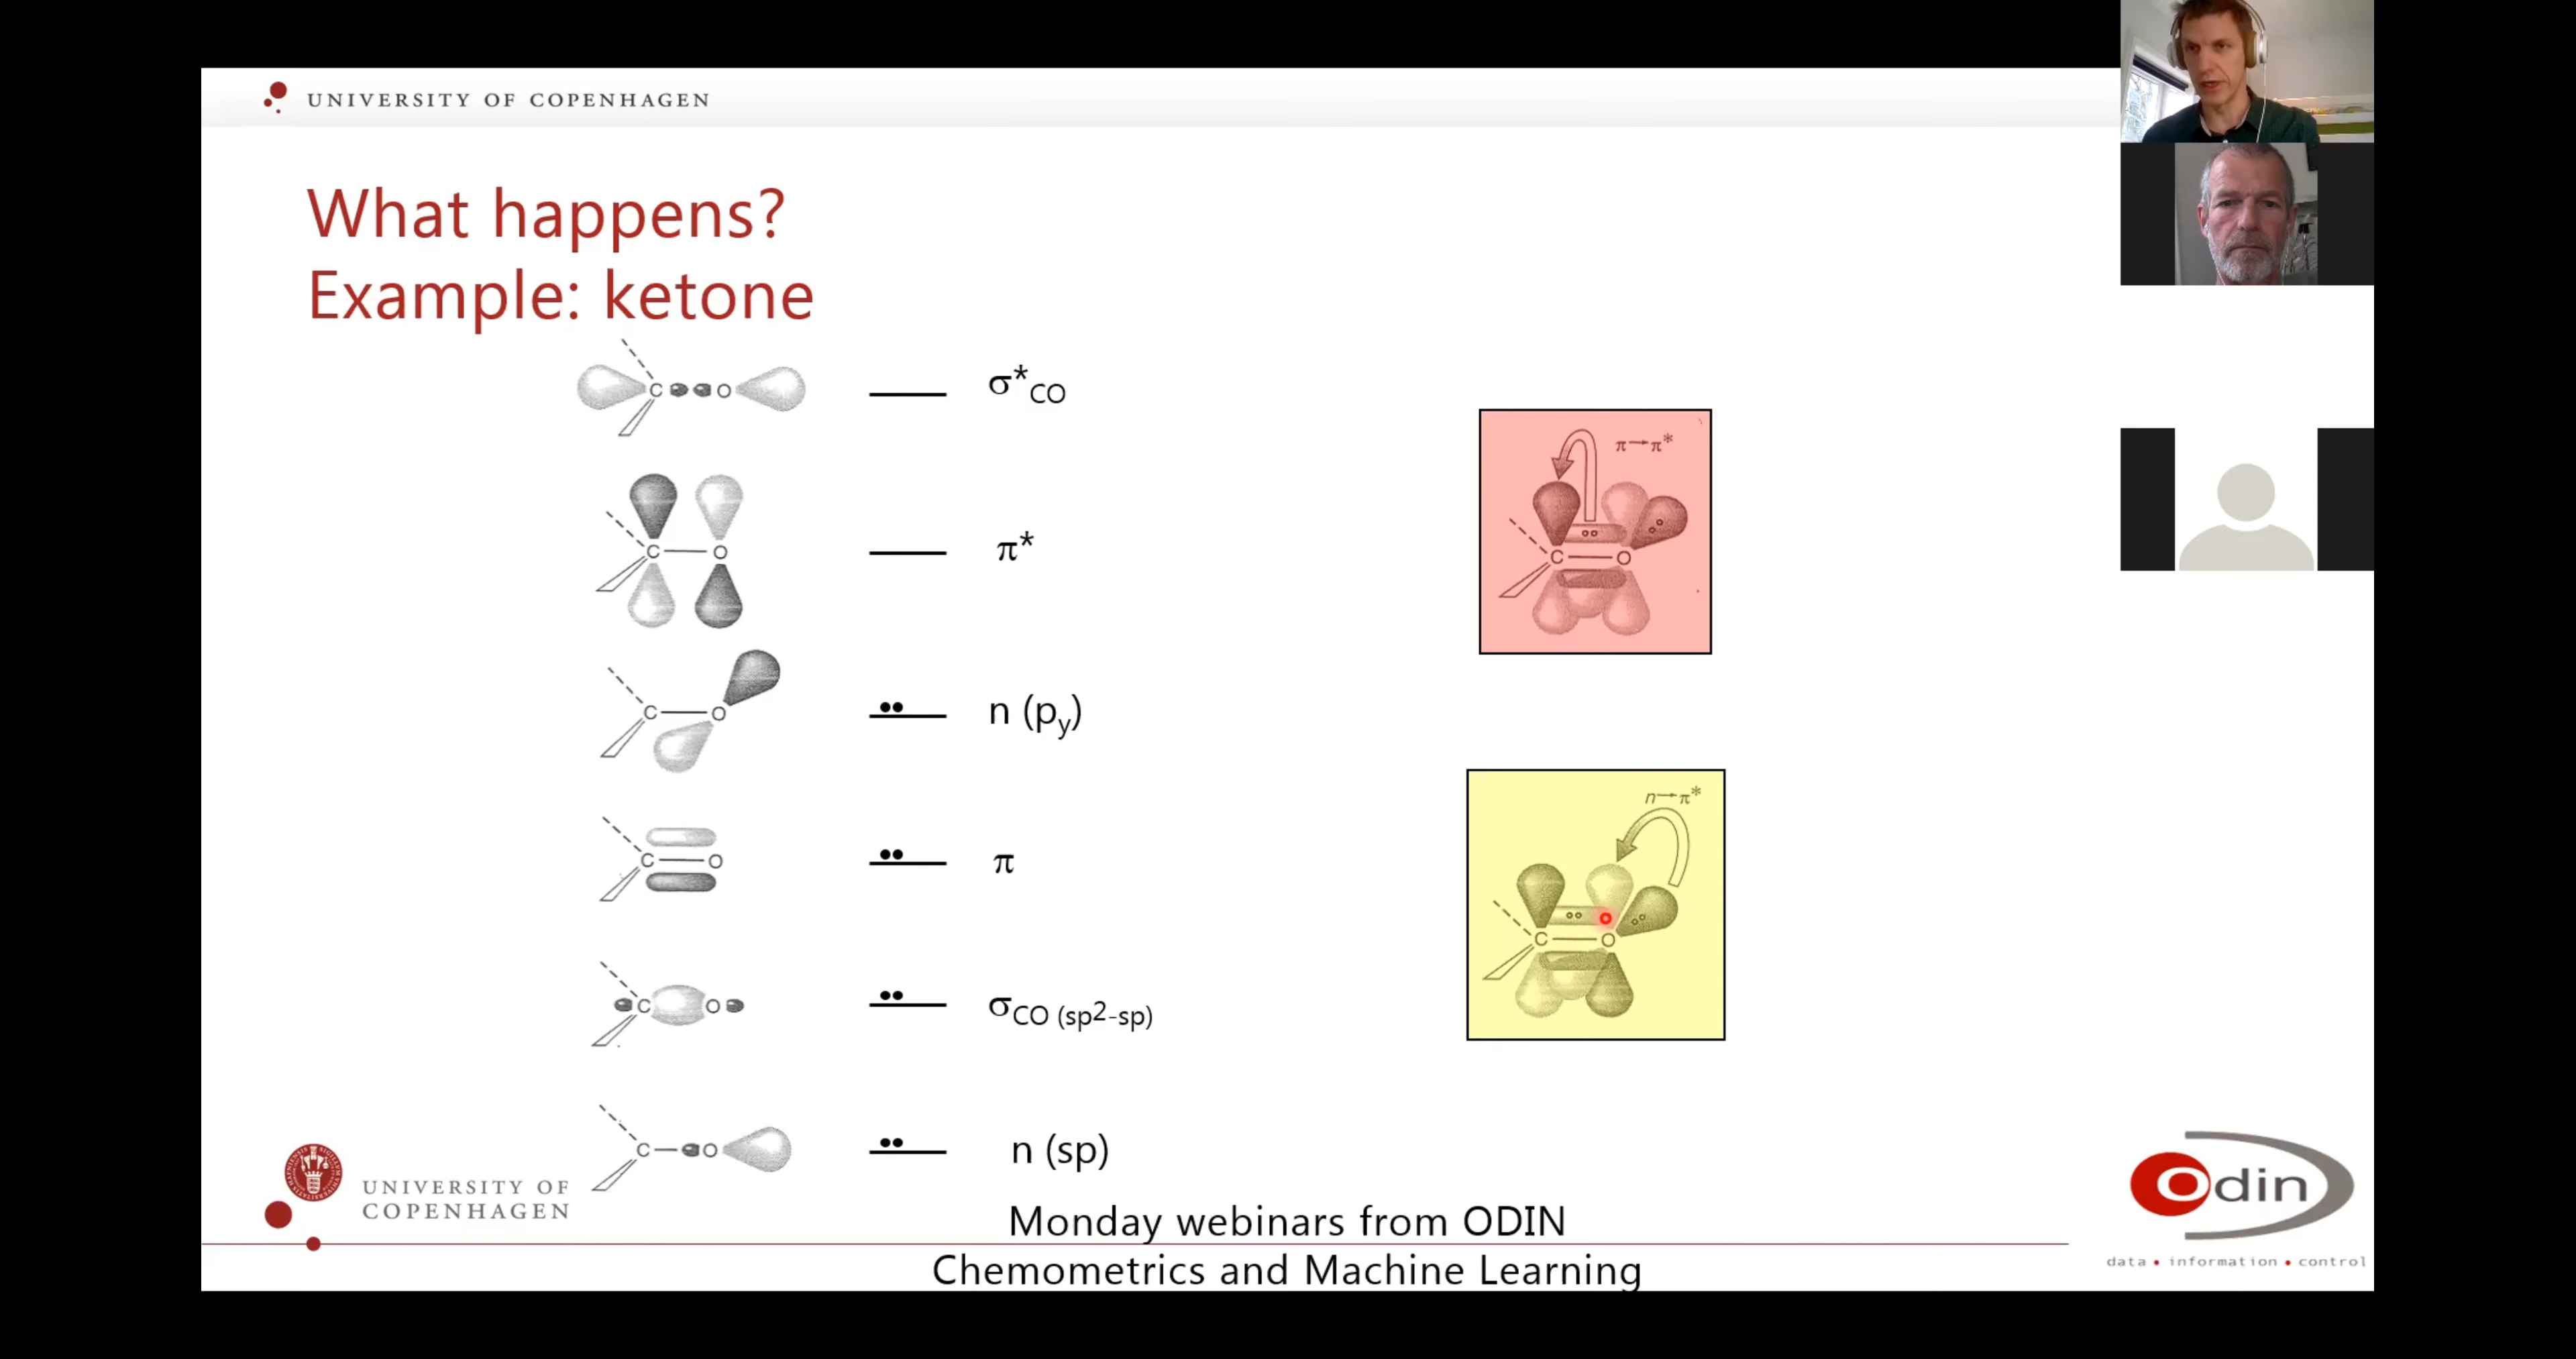 UNIVERSITY OF COPENHAGEN
What happens?
Example: ketone
C O
σ*CO
C O
π*
C O
n (py)
C O
π
C O
σCO (sp2-sp)
C O
n (sp)
π→π*
C O
n→π*
C O
UNIVERSITY OF
COPENHAGEN
Monday webinars from ODIN
Chemometrics and Machine Learning
odin
data • information • control